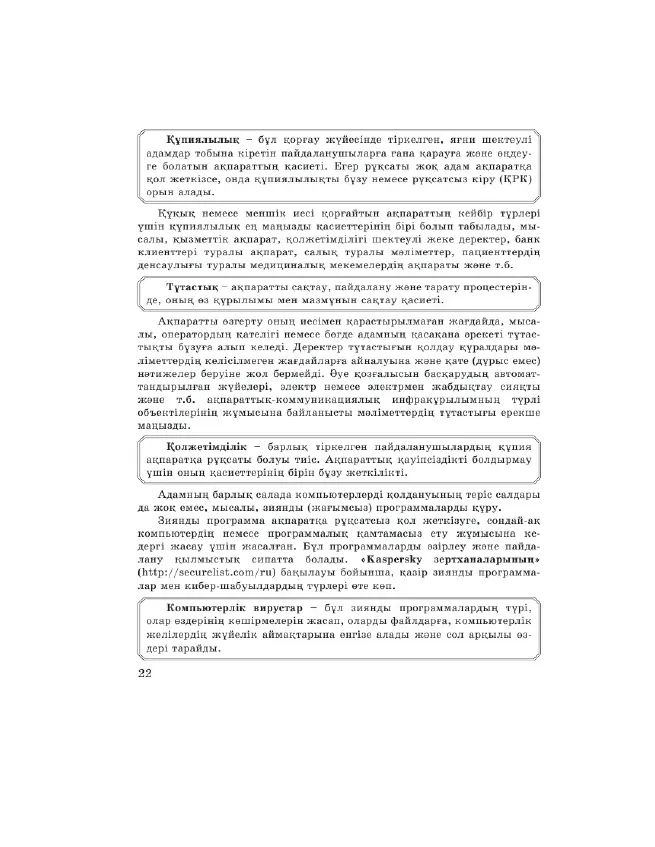 Құпиялылық – бұл қорғау жүйесінде тіркелген, яғни шектеулі
адамдар тобына кіретін пайдаланушыларға ғана қарауға және өңдеу-
ге болатын ақпараттың қасиеті. Егер рұқсаты жоқ адам ақпаратқа
қол жеткізсе, онда құпиялылықты бұзу немесе рұқсатсыз кіру (ҚРК)
орын алады.
Құқық немесе меншік иесі қорғайтын ақпараттың кейбір түрлері
үшін күпиялылық ең маңызды қасиеттерінің бірі болып табылады, мы-
салы, қызметтік ақпарат, қолжетімділігі шектеулі жеке деректер, банк
клиенттері туралы ақпарат, салық туралы мәліметтер, пациенттердің
денсаулығы туралы медициналық мекемелердің ақпараты және т.б.
Тұтастық – ақпаратты сақтау, пайдалану және тарату процестерін-
де, оның өз құрылымы мен мазмұнын сақтау қасиеті.
Ақпаратты өзгерту оның иесімен қарастырылмаған жағдайда, мыса-
лы, оператордың қателігі немесе бөгде адамның қасақана әрекеті тұтас-
тықты бұзуға алып келеді. Деректер тұтастығын қолдау құралдары мә-
ліметтердің келісілмеген жағдайларға айналуына және қате (дұрыс емес)
нәтижелер беруіне жол бермейді. Әуе қозғалысын басқарудың автомат-
тандырылған жүйелері, электр немесе электрмен жабдықтау сияқты
және т.б. ақпараттық-коммуникациялық инфрақұрылымның түрлі
объектілерінің жұмысына байланысты мәліметтердің тұтастығы ерекше
маңызды.
Қолжетімділік – барлық тіркелген пайдаланушылардың құпия
ақпаратқа рұқсаты болуы тиіс. Ақпараттық қауіпсіздікті болдырмау
үшін оның қасиеттерінің бірін бұзу жеткілікті.
Адамның барлық салада компьютерлерді қолдануының теріс салдары
да жоқ емес, мысалы, зиянды (жағымсыз) программаларды құру.
Зиянды программа ақпаратқа рұқсатсыз қол жеткізуге, сондай-ақ
компьютердің немесе программалық қамтамасыз ету жұмысына ке-
дергі жасау үшін жасалған. Бұл программаларды әзірлеу және пайда-
лану қылмыстық сипатта болады. «Kaspersky зертханаларының»
(http://securelist.com/ru) бақылауы бойынша, қазір зиянды программа-
лар мен кибер-шабуылдардың түрлері өте көп.
Компьютерлік вирустар – бұл зиянды программалардың түрі,
олар өздерінің көшірмелерін жасап, оларды файлдарға, компьютерлік
желілердің жүйелік аймақтарына енгізе алады және сол арқылы өз-
дері тарайды.
22